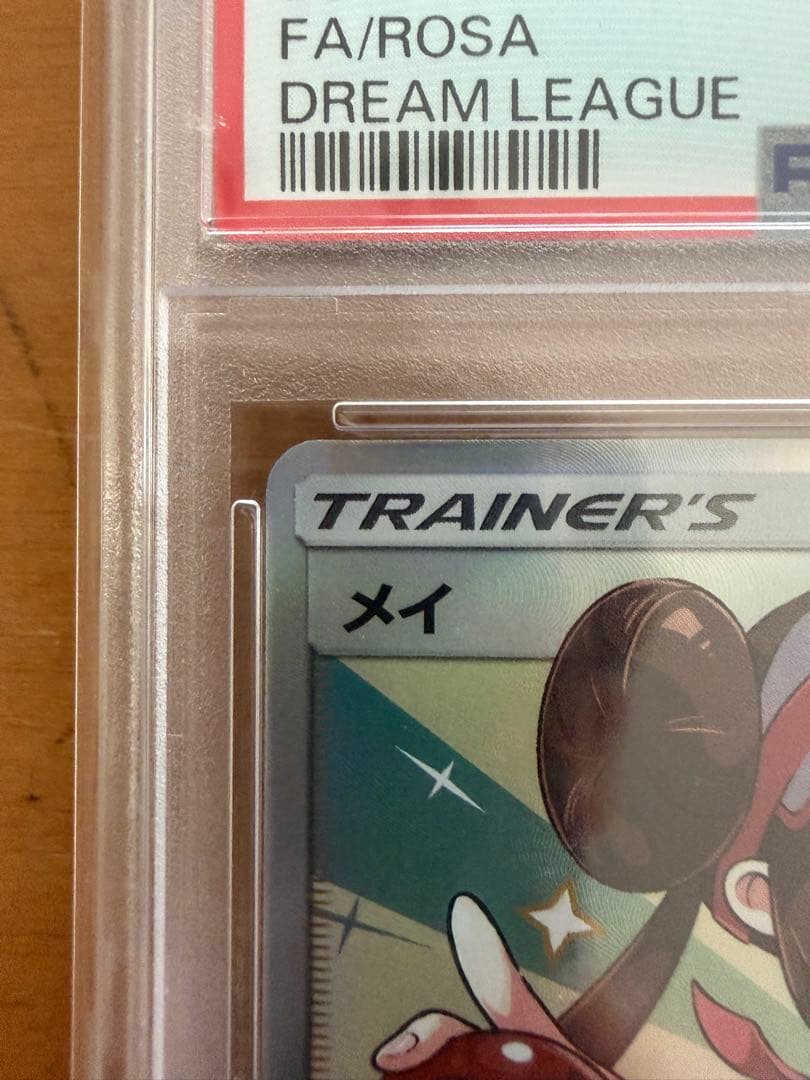 FA/ROSA
DREAM LEAGUE
TRAINER'S
メイ